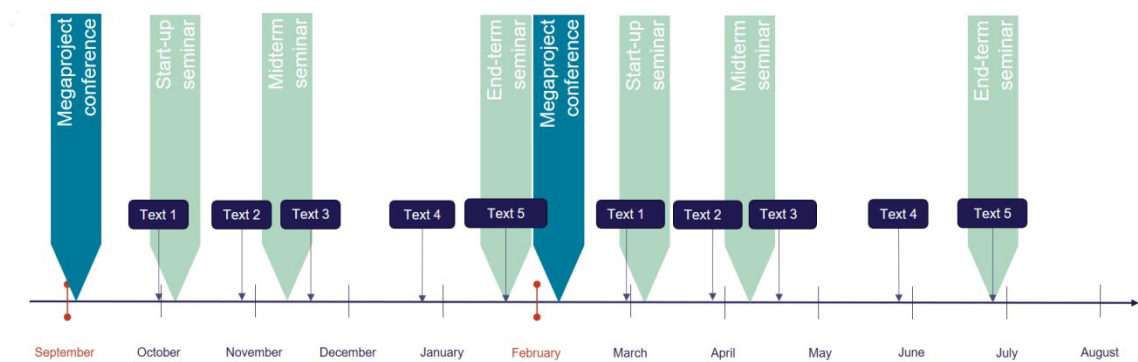 Megaproject
conference
Start-up
seminar
Midterm
seminar
End-term
seminar
Megaproject
conference
Start-up
seminar
Midterm
seminar
End-term
seminar
Text 1
Text 2
Text 3
Text 4
Text 5
Text 1
Text 2
Text 3
Text 4
Text 5
September
October
November
December
January
February
March
April
May
June
July
August